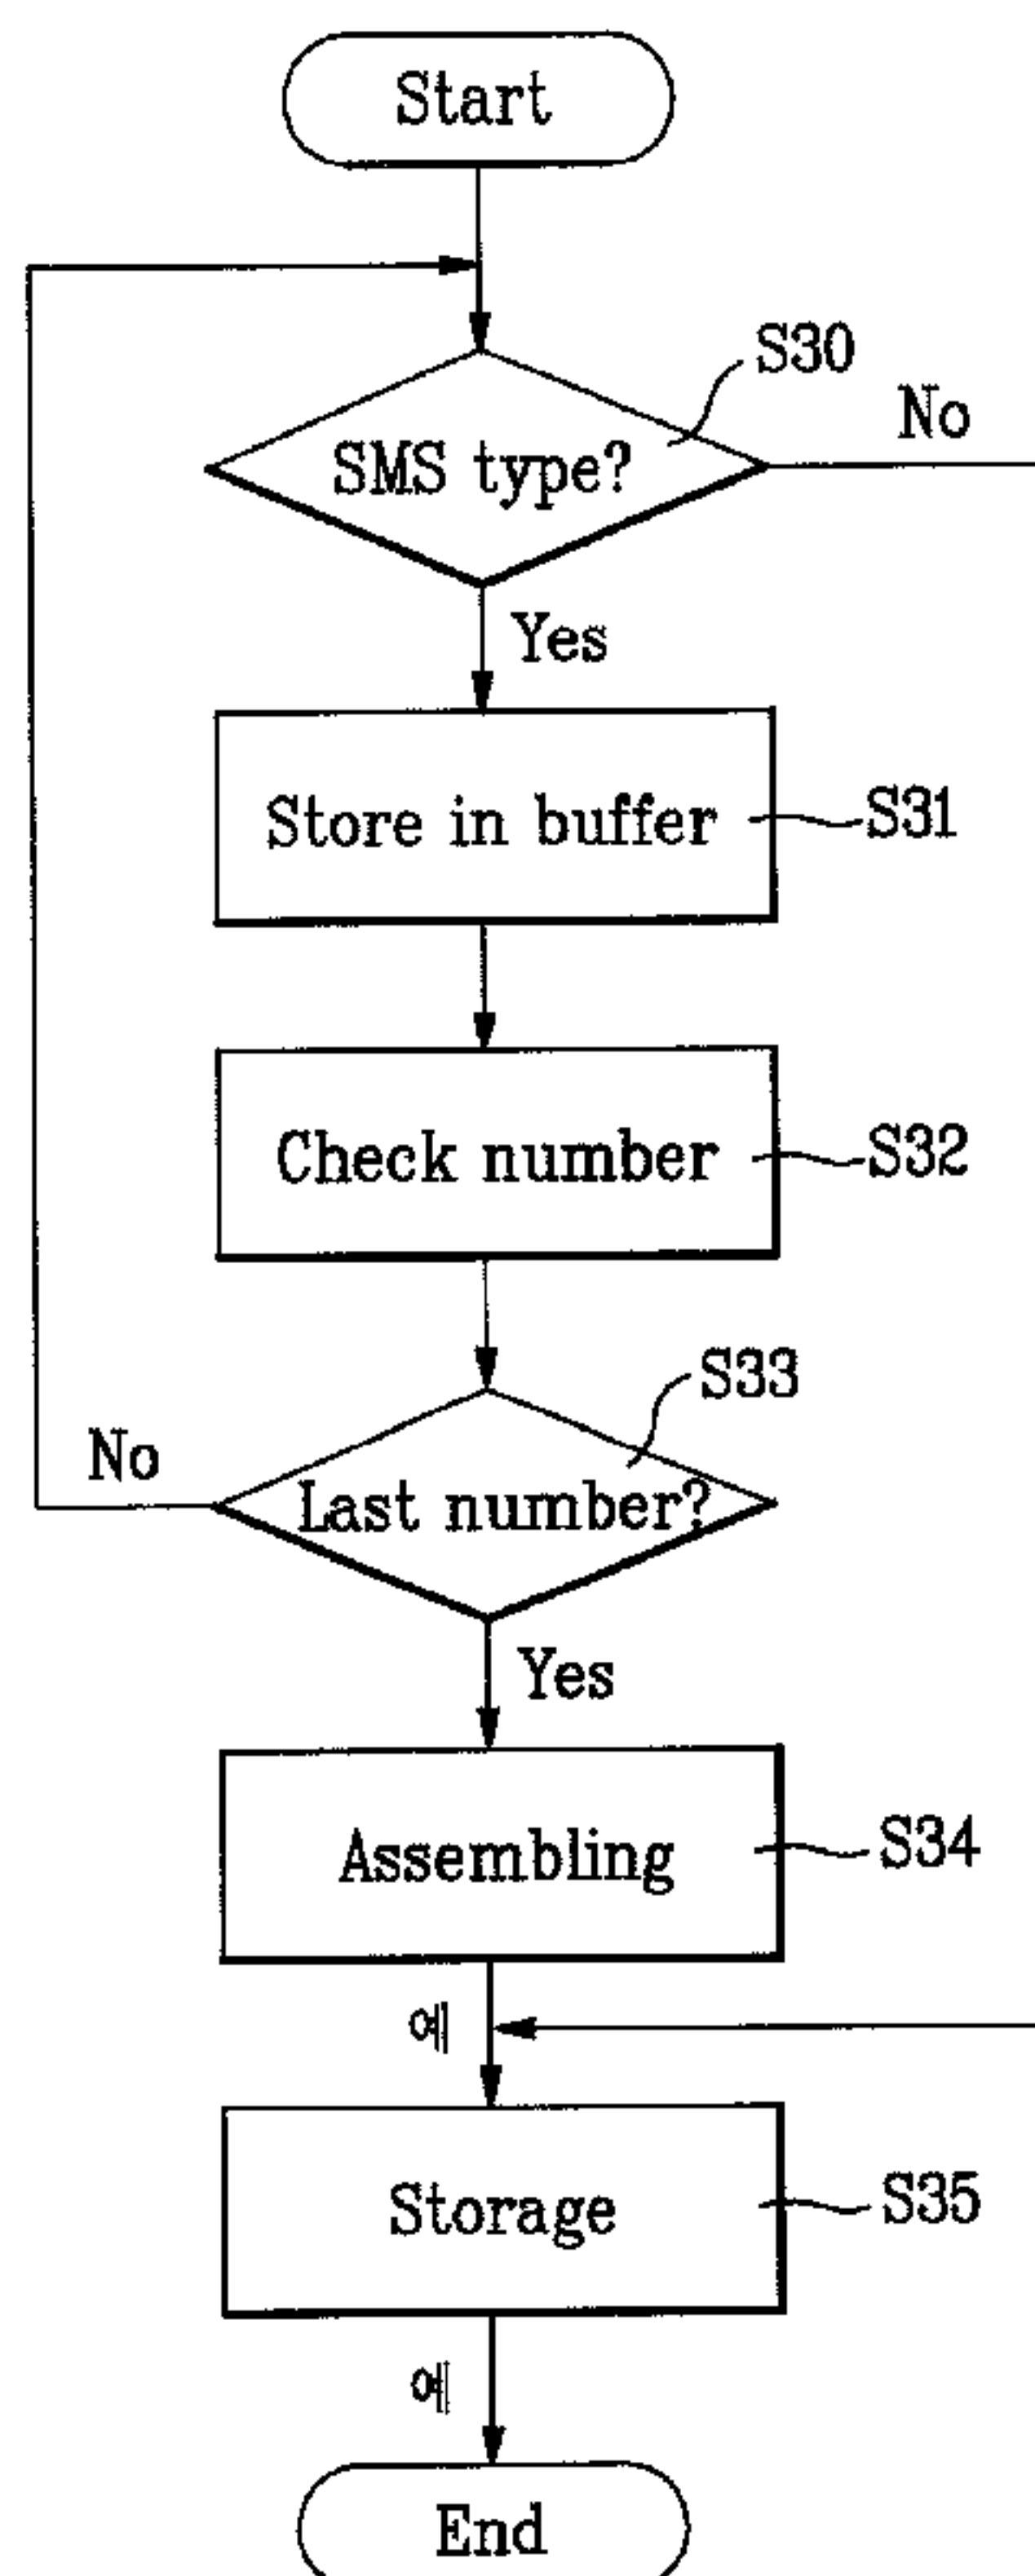 Start
S30
No
SMS type?
Yes
Store in buffer
S31
Check number
S32
S33
No
Last number?
Yes
Assembling
S34
예
Storage
S35
예
End